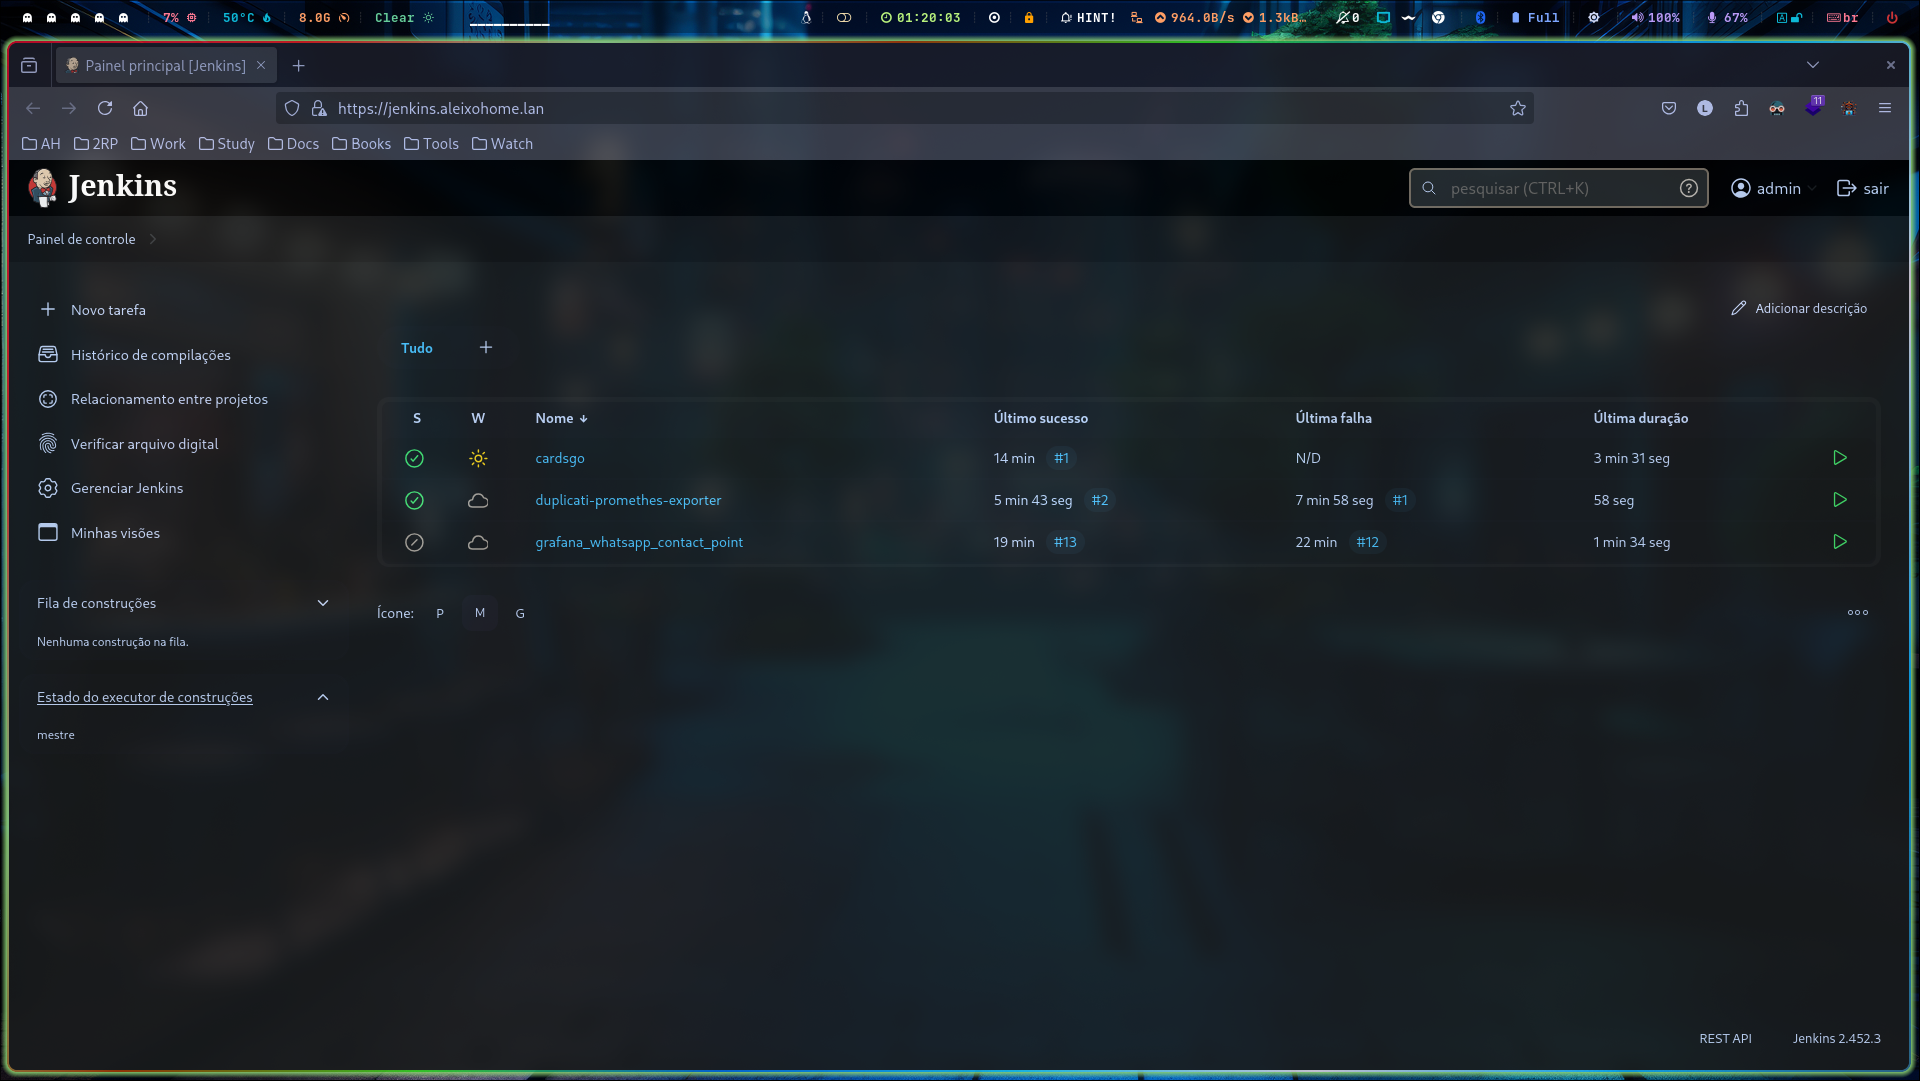 7% 50°C 8.0G Clear 01:20:03 HINT! 964.0B/s 1.3kB… 0 Full 100% 67% A br
Painel principal [Jenkins]
https://jenkins.aleixohome.lan
L 11
AH 2RP Work Study Docs Books Tools Watch
Jenkins pesquisar (CTRL+K) ? admin sair
Painel de controle
Novo tarefa
Adicionar descrição
Tudo
Histórico de compilações
Relacionamento entre projetos
Verificar arquivo digital
Gerenciar Jenkins
Minhas visões
S W Nome ↓ Último sucesso Última falha Última duração
cardsgo 14 min #1 N/D 3 min 31 seg
duplicati-promethes-exporter 5 min 43 seg #2 7 min 58 seg #1 58 seg
grafana_whatsapp_contact_point 19 min #13 22 min #12 1 min 34 seg
Fila de construções
Nenhuma construção na fila.
Ícone: P M G
Estado do executor de construções
mestre
REST API Jenkins 2.452.3